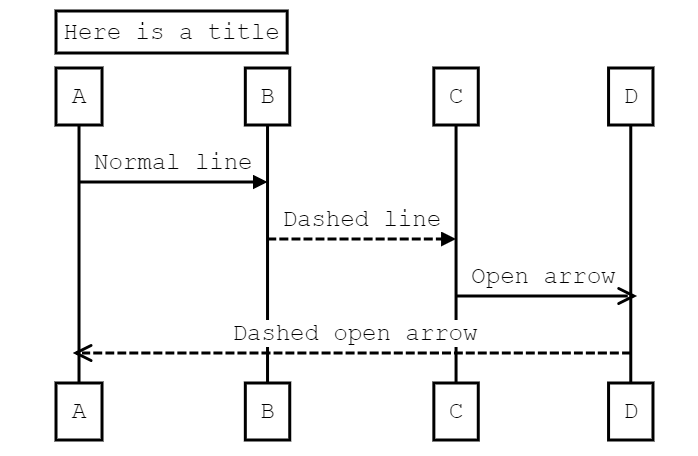 Here is a title
A B C D
Normal line
Dashed line
Open arrow
Dashed open arrow
A B C D